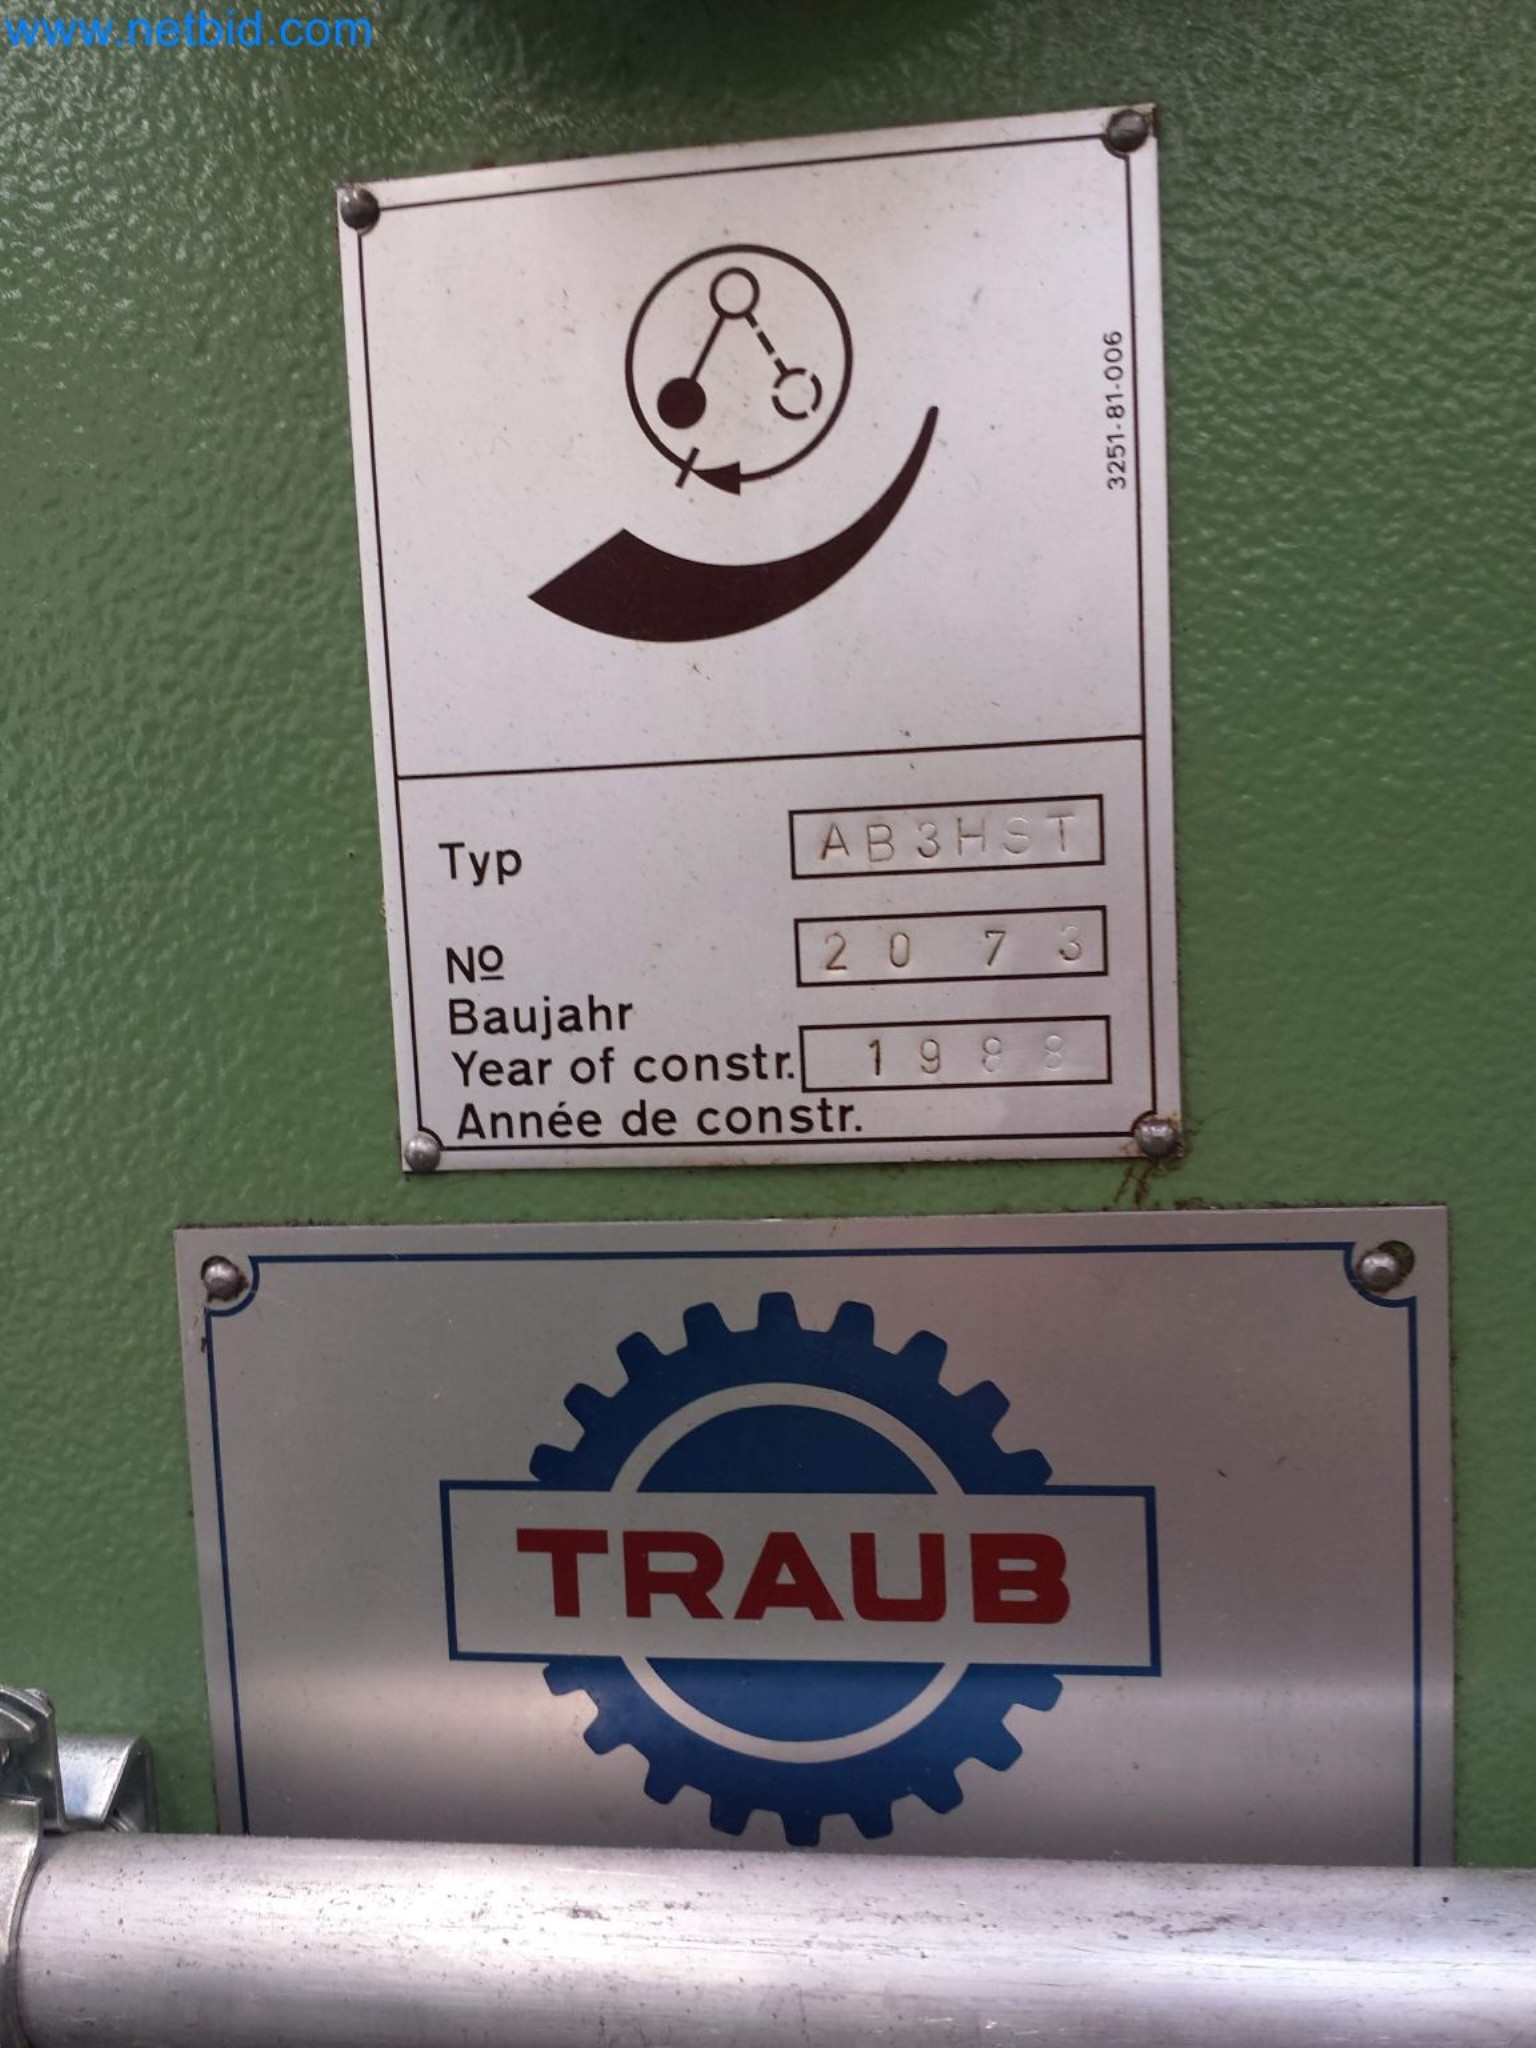 www.netbid.com
3251-81-006
Typ AB3HST
Nº 2073
Baujahr
Year of constr. 1988
Année de constr.
TRAUB